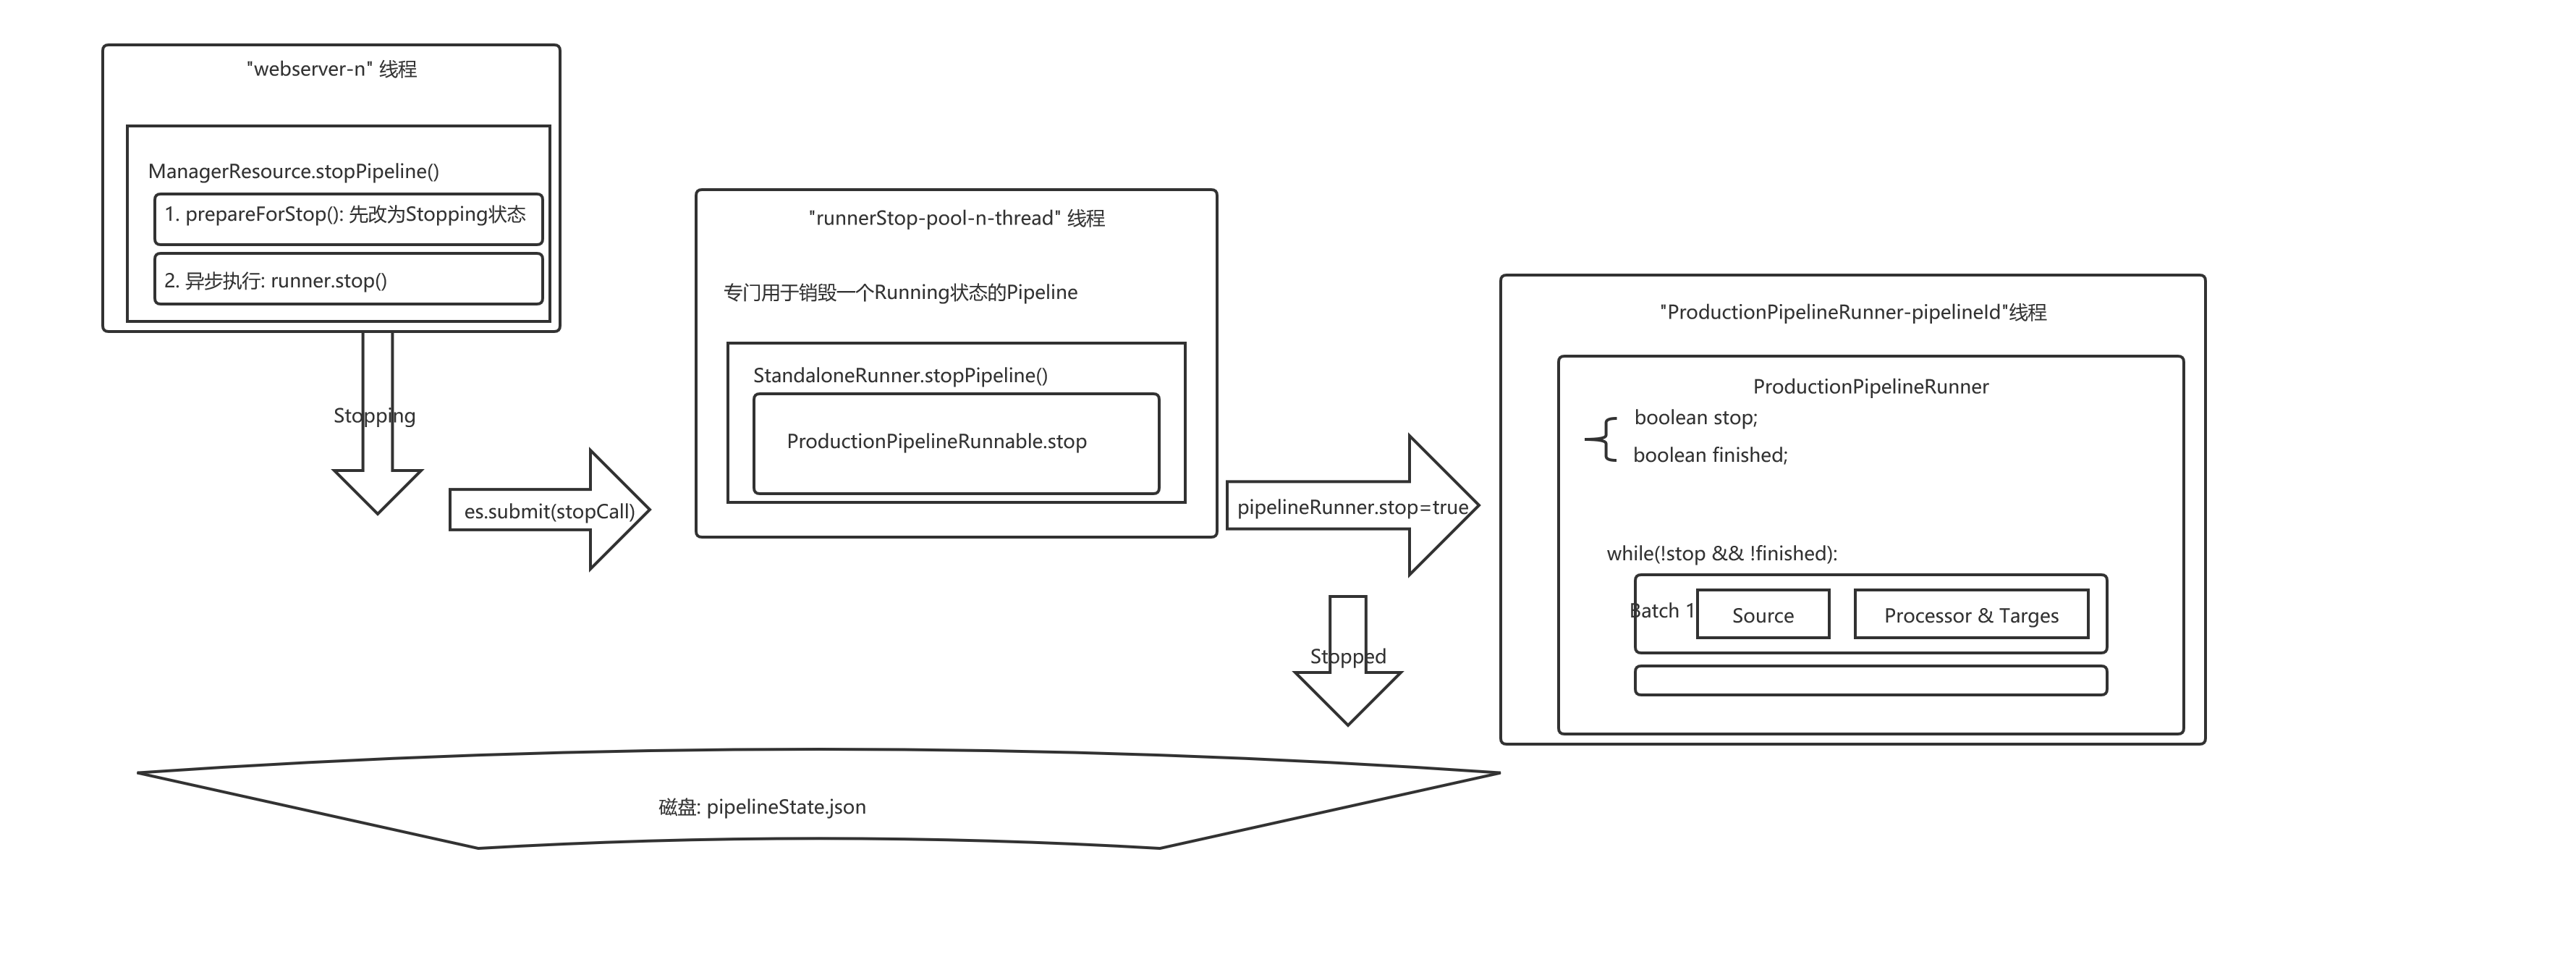 "webserver-n" 线程
ManagerResource.stopPipeline()
1. prepareForStop(): 先改为Stopping状态
2. 异步执行: runner.stop()
Stopping
es.submit(stopCall)
"runnerStop-pool-n-thread" 线程
专门用于销毁一个Running状态的Pipeline
StandaloneRunner.stopPipeline()
ProductionPipelineRunnable.stop
pipelineRunner.stop=true
Stopped
"ProductionPipelineRunner-pipelineId"线程
ProductionPipelineRunner
boolean stop;
boolean finished;
while(!stop && !finished):
Batch 1
Source
Processor & Targes
磁盘: pipelineState.json